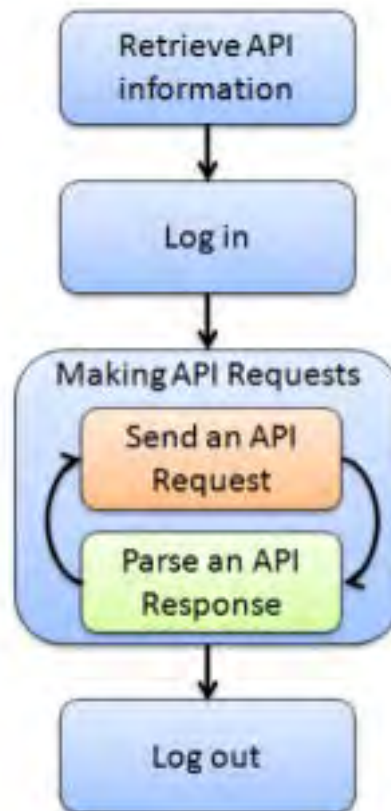 Retrieve API
information
Log in
Making API Requests
Send an API
Request
Parse an API
Response
Log out